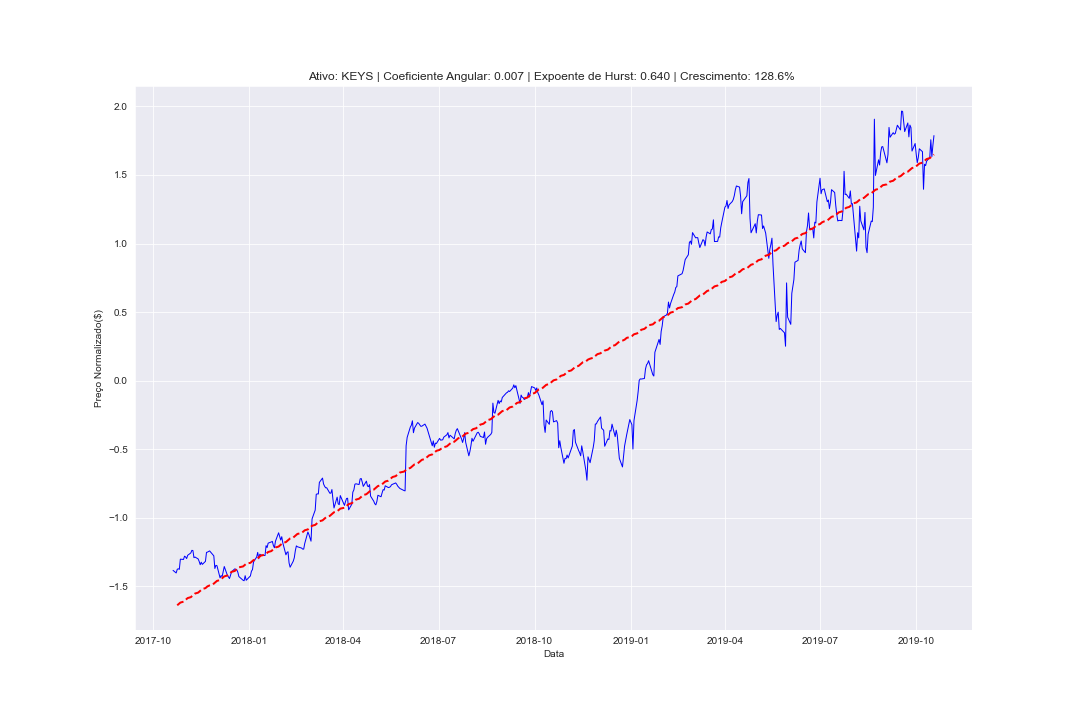 Ativo: KEYS | Coeficiente Angular: 0.007 | Expoente de Hurst: 0.640 | Crescimento: 128.6%
Preço Normalizado($)
2.0
1.5
1.0
0.5
0.0
−0.5
−1.0
−1.5
2017-10 2018-01 2018-04 2018-07 2018-10 2019-01 2019-04 2019-07 2019-10
Data